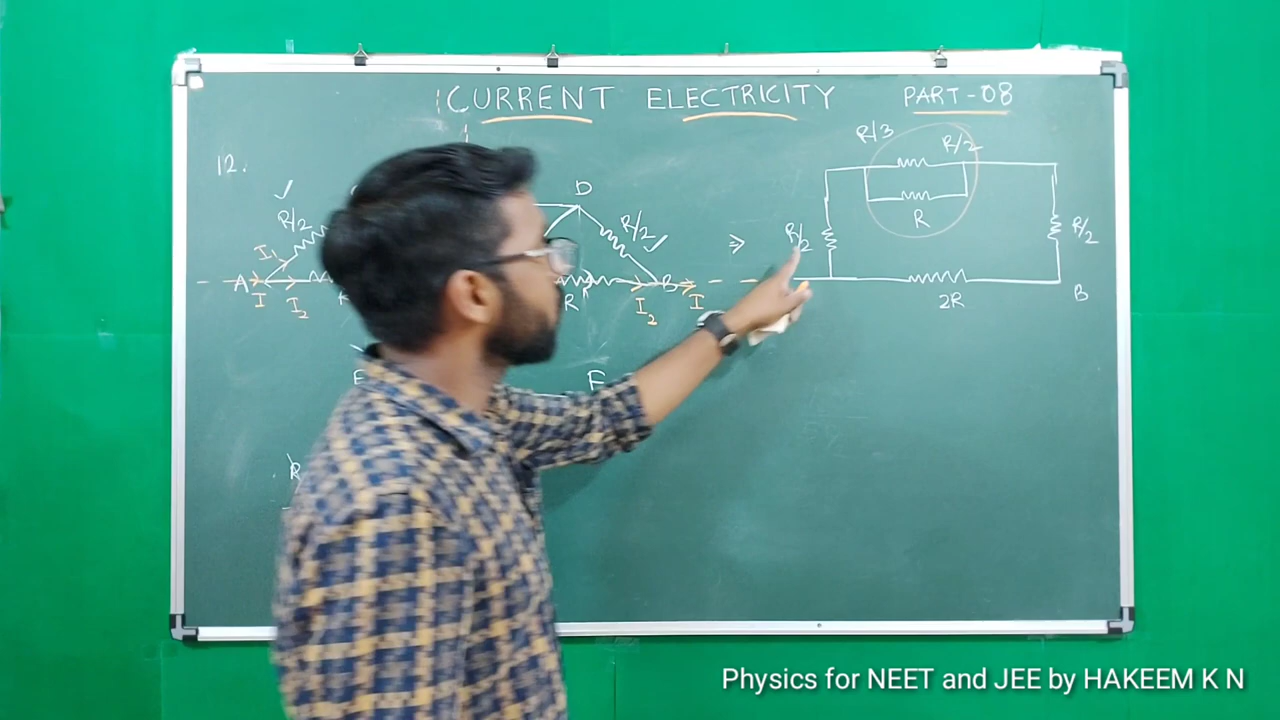 CURRENT ELECTRICITY PART-08
12.
R/3
R/2
R
R/2
R/2
2R
B
D
R/2
R/2
I₁
A
I
I₂
R
I₂
B
I
E
F
R
Physics for NEET and JEE by HAKEEM K N